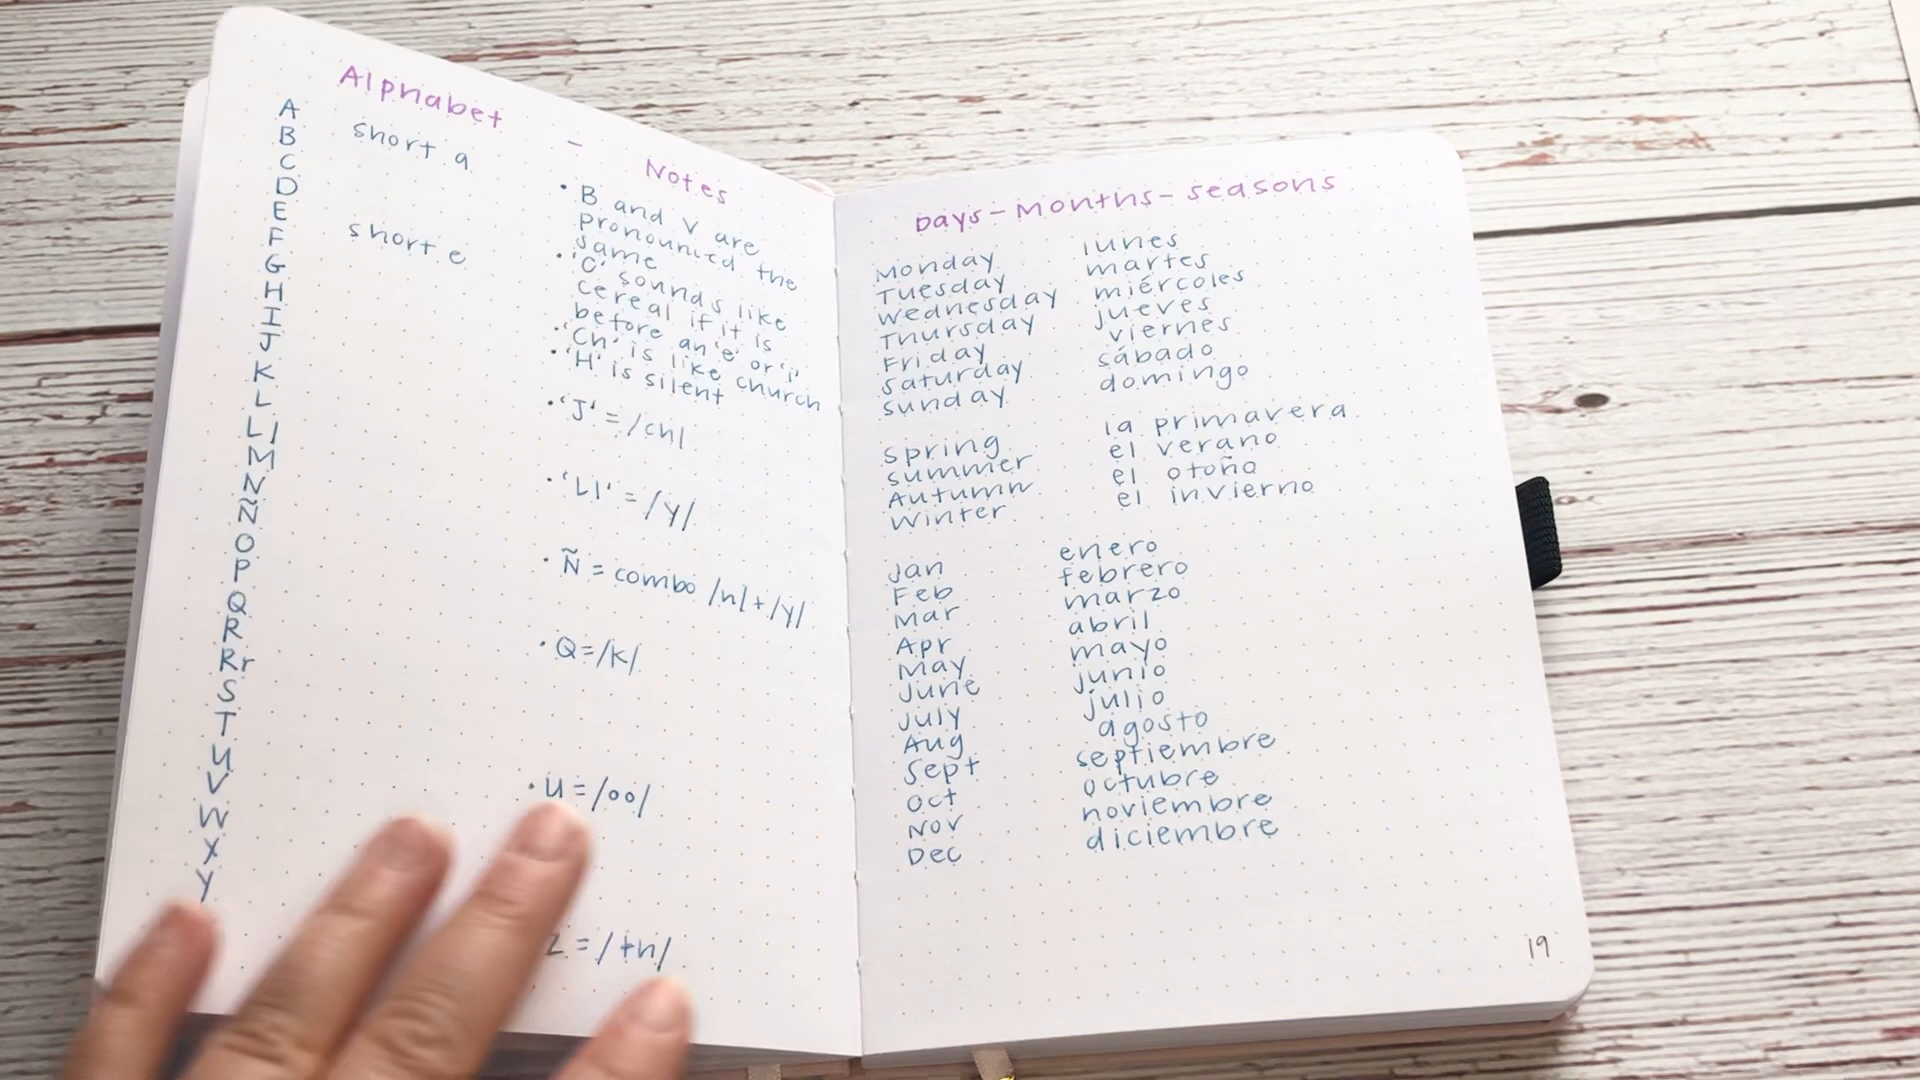 Alphabet - Notes
A
B
C
D
E
F
G
H
I
J
K
L
Ll
M
N
Ñ
O
P
Q
R
Rr
S
T
U
V
W
X
Y
short a
short e
• B and V are
pronounced the
same
• 'C' sounds like
cereal if it is
before an 'e' or 'i'
• 'Ch' is like church
• 'H' is silent
• 'J' = /ch/
• 'Ll' = /y/
• Ñ = combo /n/ + /y/
• Q = /k/
• U = /oo/
Z = /th/
Days - Months - seasons
Monday lunes
Tuesday martes
Wednesday miércoles
Thursday jueves
Friday viernes
Saturday sábado
Sunday domingo
Spring la primavera
Summer el verano
Autumn el otoño
Winter el invierno
Jan enero
Feb febrero
Mar marzo
Apr abril
May mayo
June junio
July julio
Aug agosto
Sept septiembre
Oct octubre
Nov noviembre
Dec diciembre
19